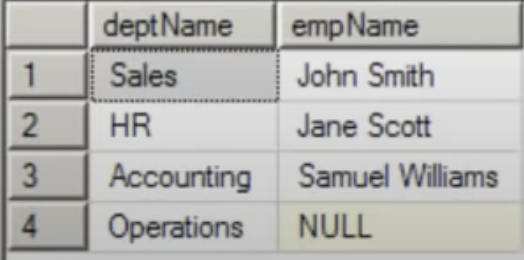 deptName empName
1 Sales John Smith
2 HR Jane Scott
3 Accounting Samuel Williams
4 Operations NULL